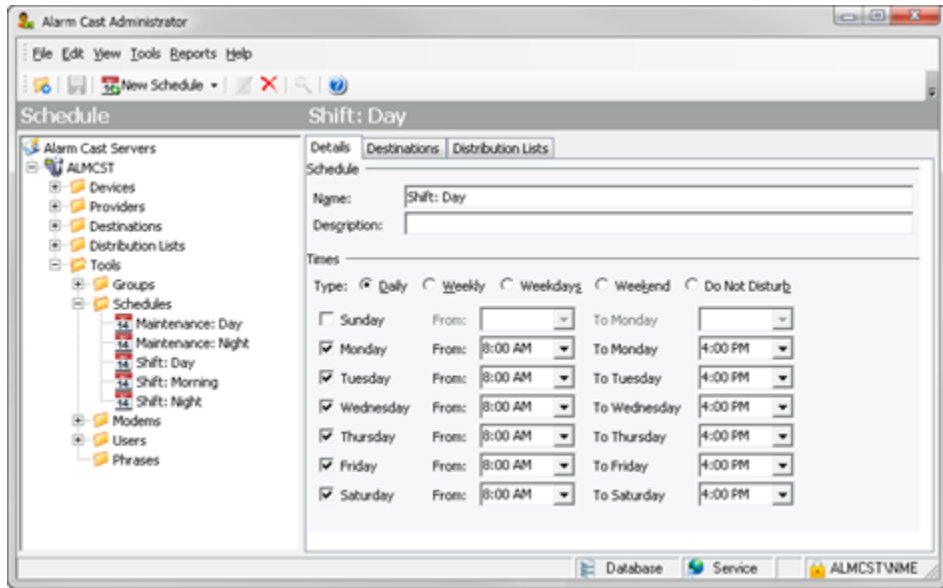 Alarm Cast Administrator
File Edit View Tools Reports Help
New Schedule
Schedule
Shift: Day
Alarm Cast Servers
ALMCST
Devices
Providers
Destinations
Distribution Lists
Tools
Groups
Schedules
14 Maintenance: Day
14 Maintenance: Night
14 Shift: Day
14 Shift: Morning
14 Shift: Night
Modems
Users
Phrases
Details Destinations Distribution Lists
Schedule
Name: Shift: Day
Description:
Times
Type: Daily Weekly Weekdays Weekend Do Not Disturb
Sunday From: To Monday
Monday From: 8:00 AM To Monday 4:00 PM
Tuesday From: 8:00 AM To Tuesday 4:00 PM
Wednesday From: 8:00 AM To Wednesday 4:00 PM
Thursday From: 8:00 AM To Thursday 4:00 PM
Friday From: 8:00 AM To Friday 4:00 PM
Saturday From: 8:00 AM To Saturday 4:00 PM
Database Service ALMCST\NME